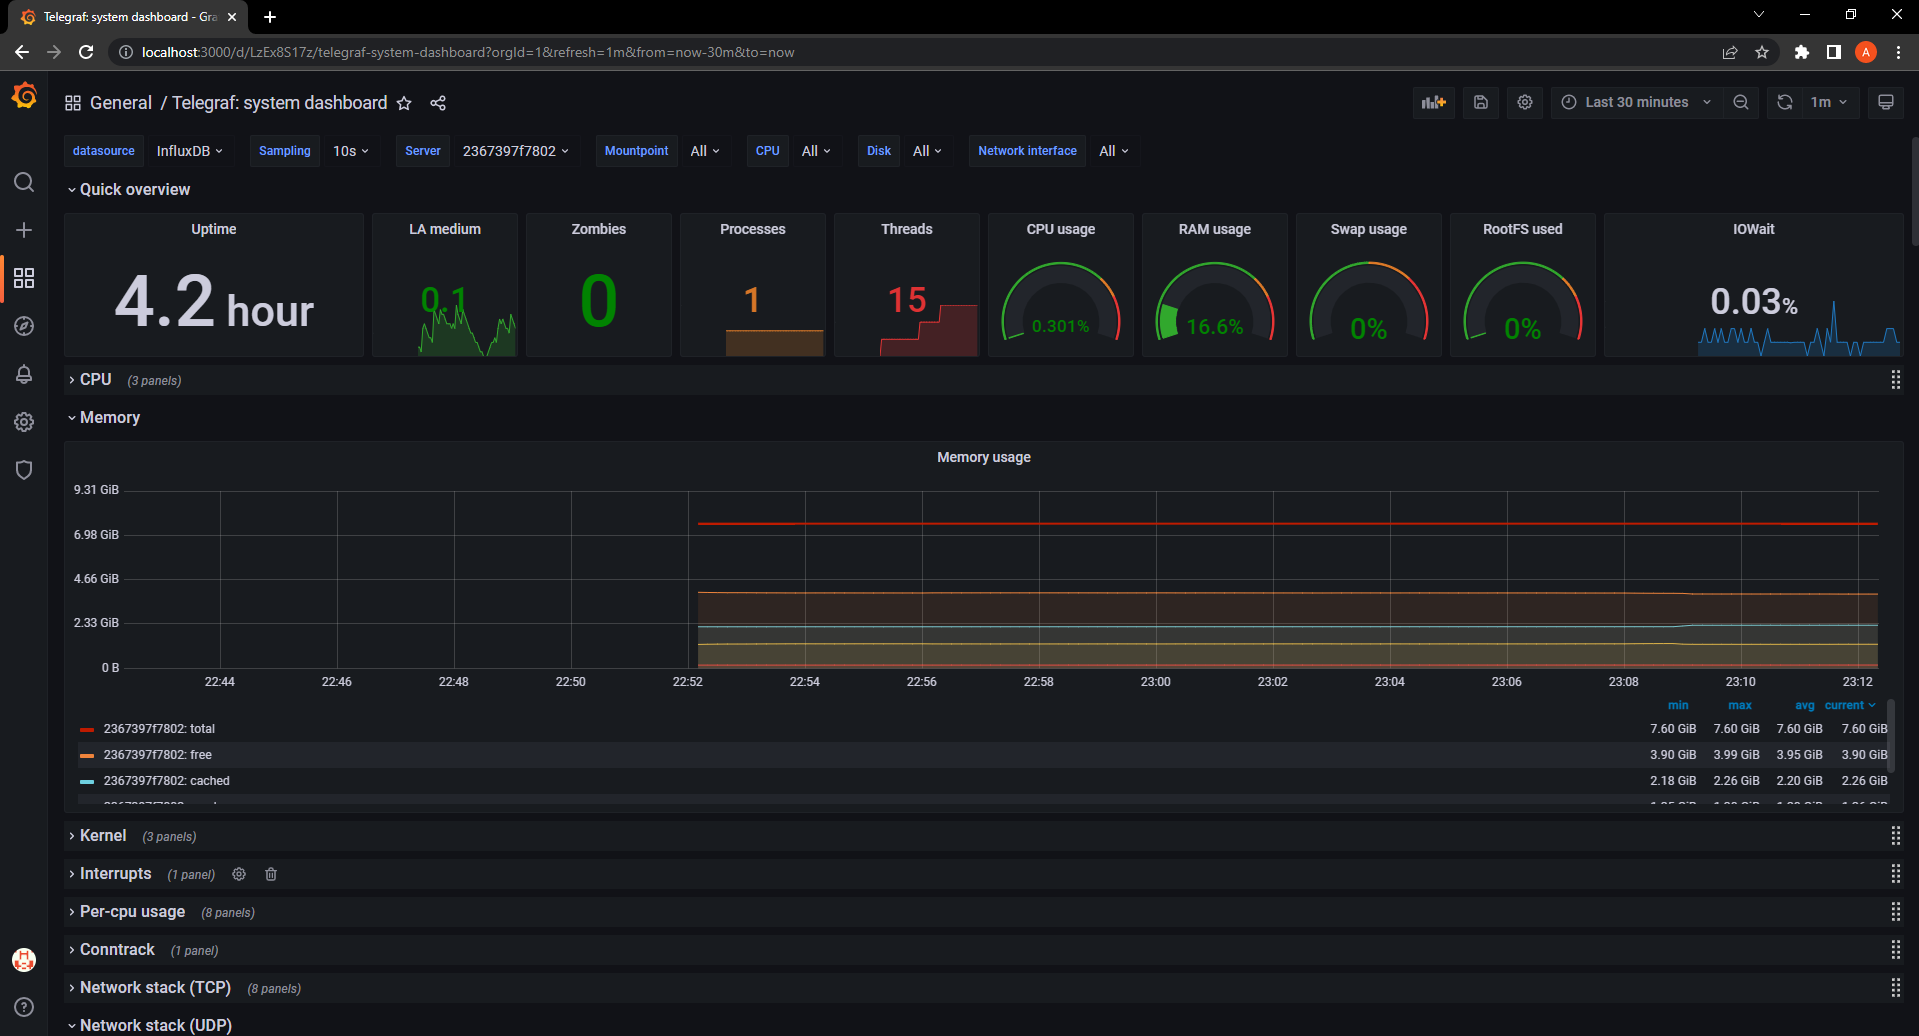 Telegraf: system dashboard - Gra
localhost:3000/d/LzEx8S17z/telegraf-system-dashboard?orgId=1&refresh=1m&from=now-30m&to=now
A
General / Telegraf: system dashboard
Last 30 minutes
1m
datasource InfluxDB Sampling 10s Server 2367397f7802 Mountpoint All CPU All Disk All Network interface All
Quick overview
Uptime LA medium Zombies Processes Threads CPU usage RAM usage Swap usage RootFS used IOWait
4.2 hour 0.1 0 1 15 0.301% 16.6% 0% 0% 0.03%
CPU (3 panels)
Memory
Memory usage
9.31 GiB
6.98 GiB
4.66 GiB
2.33 GiB
0 B
22:44 22:46 22:48 22:50 22:52 22:54 22:56 22:58 23:00 23:02 23:04 23:06 23:08 23:10 23:12
min max avg current
2367397f7802: total 7.60 GiB 7.60 GiB 7.60 GiB 7.60 GiB
2367397f7802: free 3.90 GiB 3.99 GiB 3.95 GiB 3.90 GiB
2367397f7802: cached 2.18 GiB 2.26 GiB 2.20 GiB 2.26 GiB
Kernel (3 panels)
Interrupts (1 panel)
Per-cpu usage (8 panels)
Conntrack (1 panel)
Network stack (TCP) (8 panels)
Network stack (UDP)